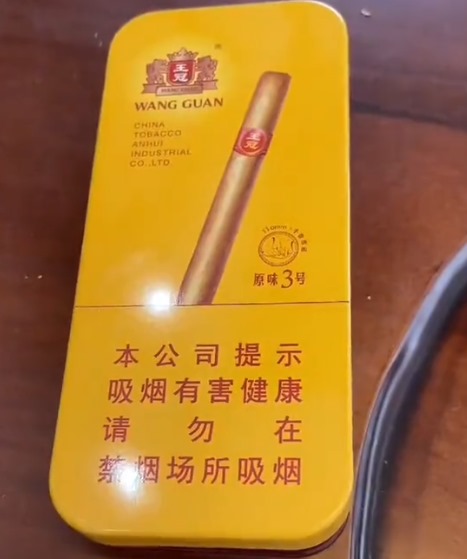 王冠
WANG GUAN
CHINA
TOBACCO
ANHUI
INDUSTRIAL
CO.,LTD.
王冠
原味3号
本公司提示
吸烟有害健康
请勿在
禁烟场所吸烟